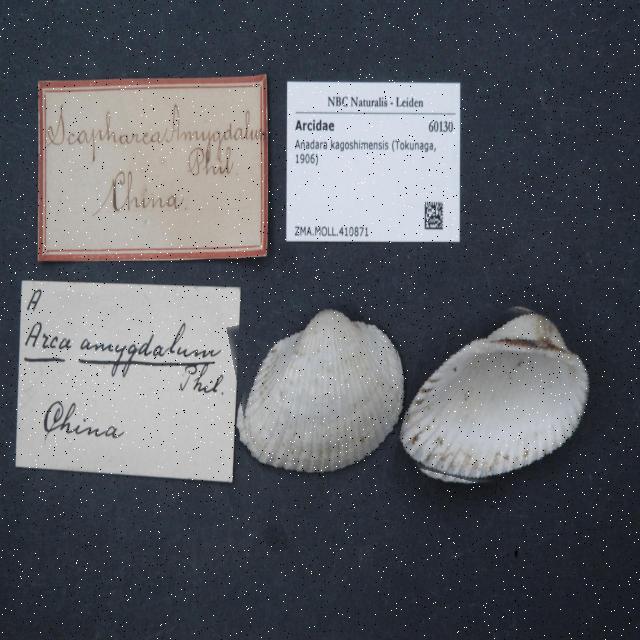 Scapharca Amygdalum
Phil.
China
NBC Naturalis - Leiden
Arcidae 60130
Anadara kagoshimensis (Tokunaga,
1906)
ZMA.MOLL.410871
A
Arca amygdalum
Phil.
China